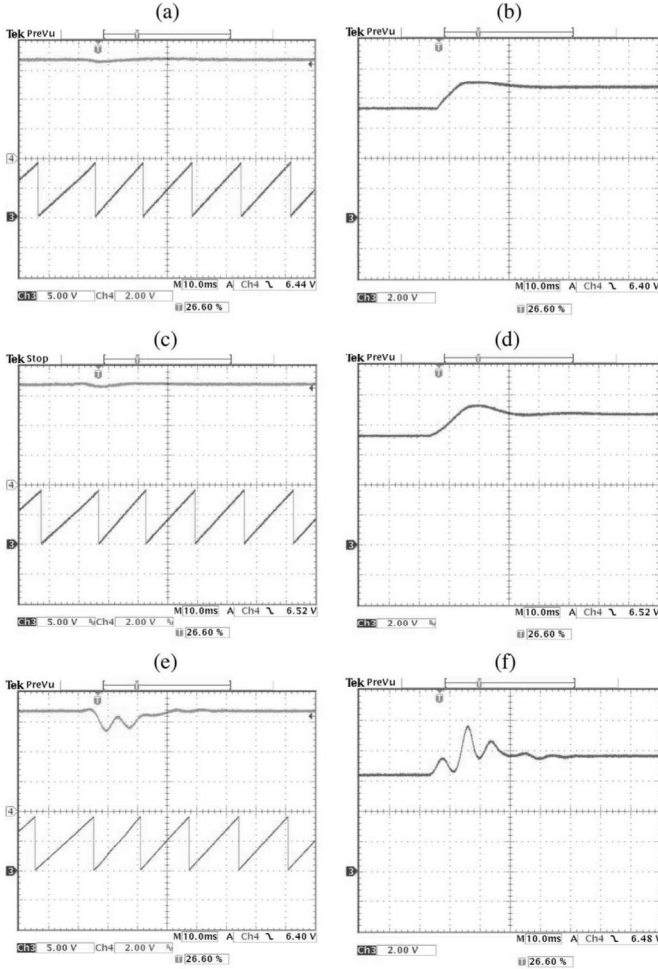 (a) (b)
Tek PreVu T
T
4
3
M 10.0ms A Ch4 6.44 V
Ch3 5.00 V Ch4 2.00 V
T 26.60 %
Tek PreVu T
T
3
M 10.0ms A Ch4 6.40 V
Ch3 2.00 V
T 26.60 %
(c) (d)
Tek Stop T
T
4
3
M 10.0ms A Ch4 6.52 V
Ch3 5.00 V Ch4 2.00 V
T 26.60 %
Tek PreVu T
T
3
M 10.0ms A Ch4 6.52 V
Ch3 2.00 V
T 26.60 %
(e) (f)
Tek PreVu T
T
4
3
M 10.0ms A Ch4 6.40 V
Ch3 5.00 V Ch4 2.00 V
T 26.60 %
Tek PreVu T
T
3
M 10.0ms A Ch4 6.48 V
Ch3 2.00 V
T 26.60 %